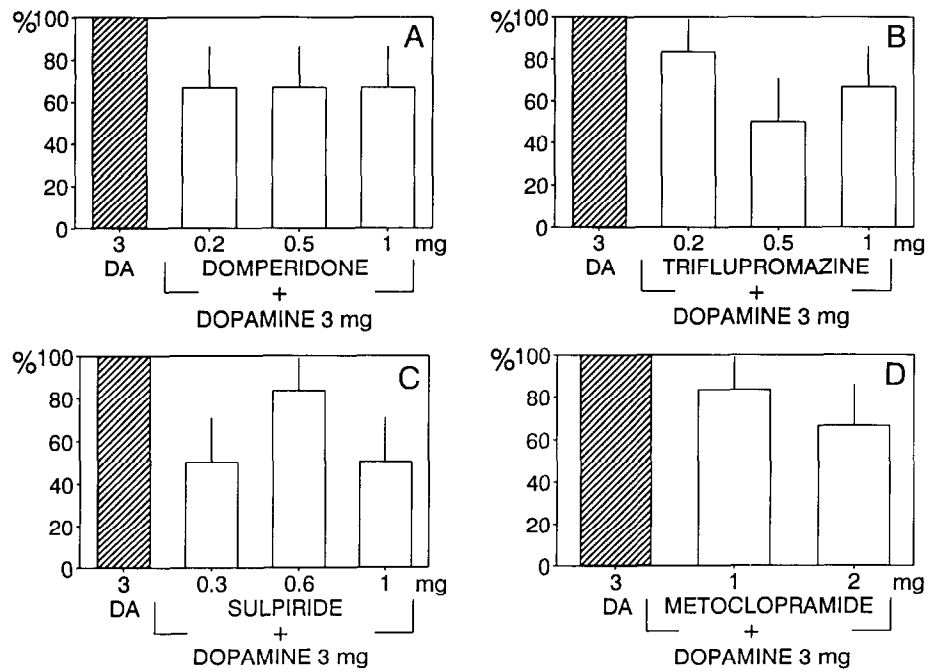 %100 A
80
60
40
20
0
3 0.2 0.5 1 mg
DA DOMPERIDONE
+
DOPAMINE 3 mg
%100 B
80
60
40
20
0
3 0.2 0.5 1 mg
DA TRIFLUPROMAZINE
+
DOPAMINE 3 mg
%100 C
80
60
40
20
0
3 0.3 0.6 1 mg
DA SULPIRIDE
+
DOPAMINE 3 mg
%100 D
80
60
40
20
0
3 1 2 mg
DA METOCLOPRAMIDE
+
DOPAMINE 3 mg